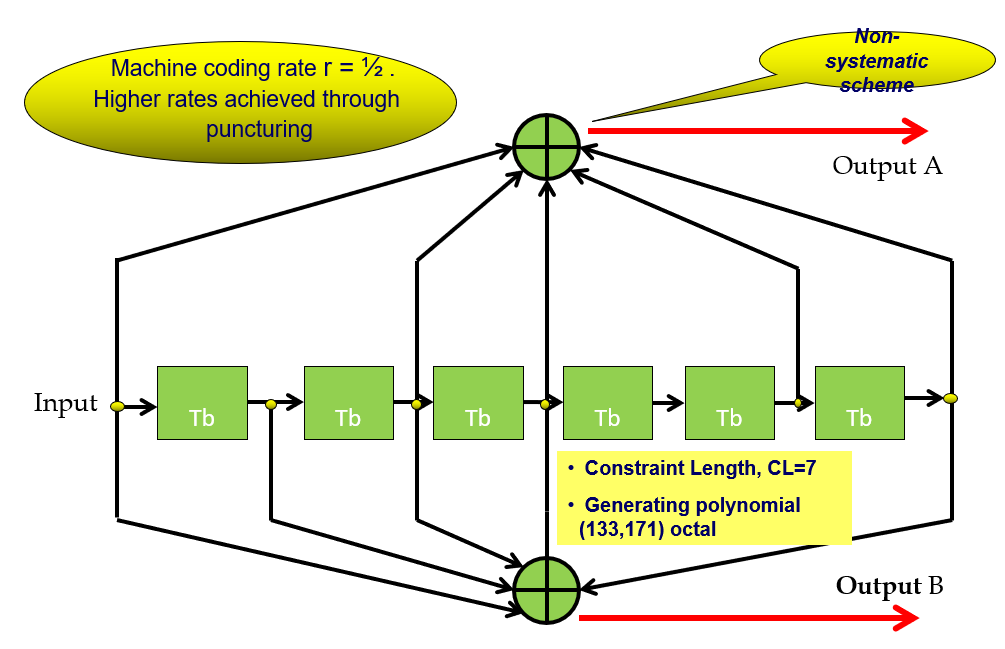 Machine coding rate r = ½ .
Higher rates achieved through
puncturing
Non-
systematic
scheme
Output A
Input
Tb
Tb
Tb
Tb
Tb
Tb
• Constraint Length, CL=7
• Generating polynomial
(133,171) octal
Output B